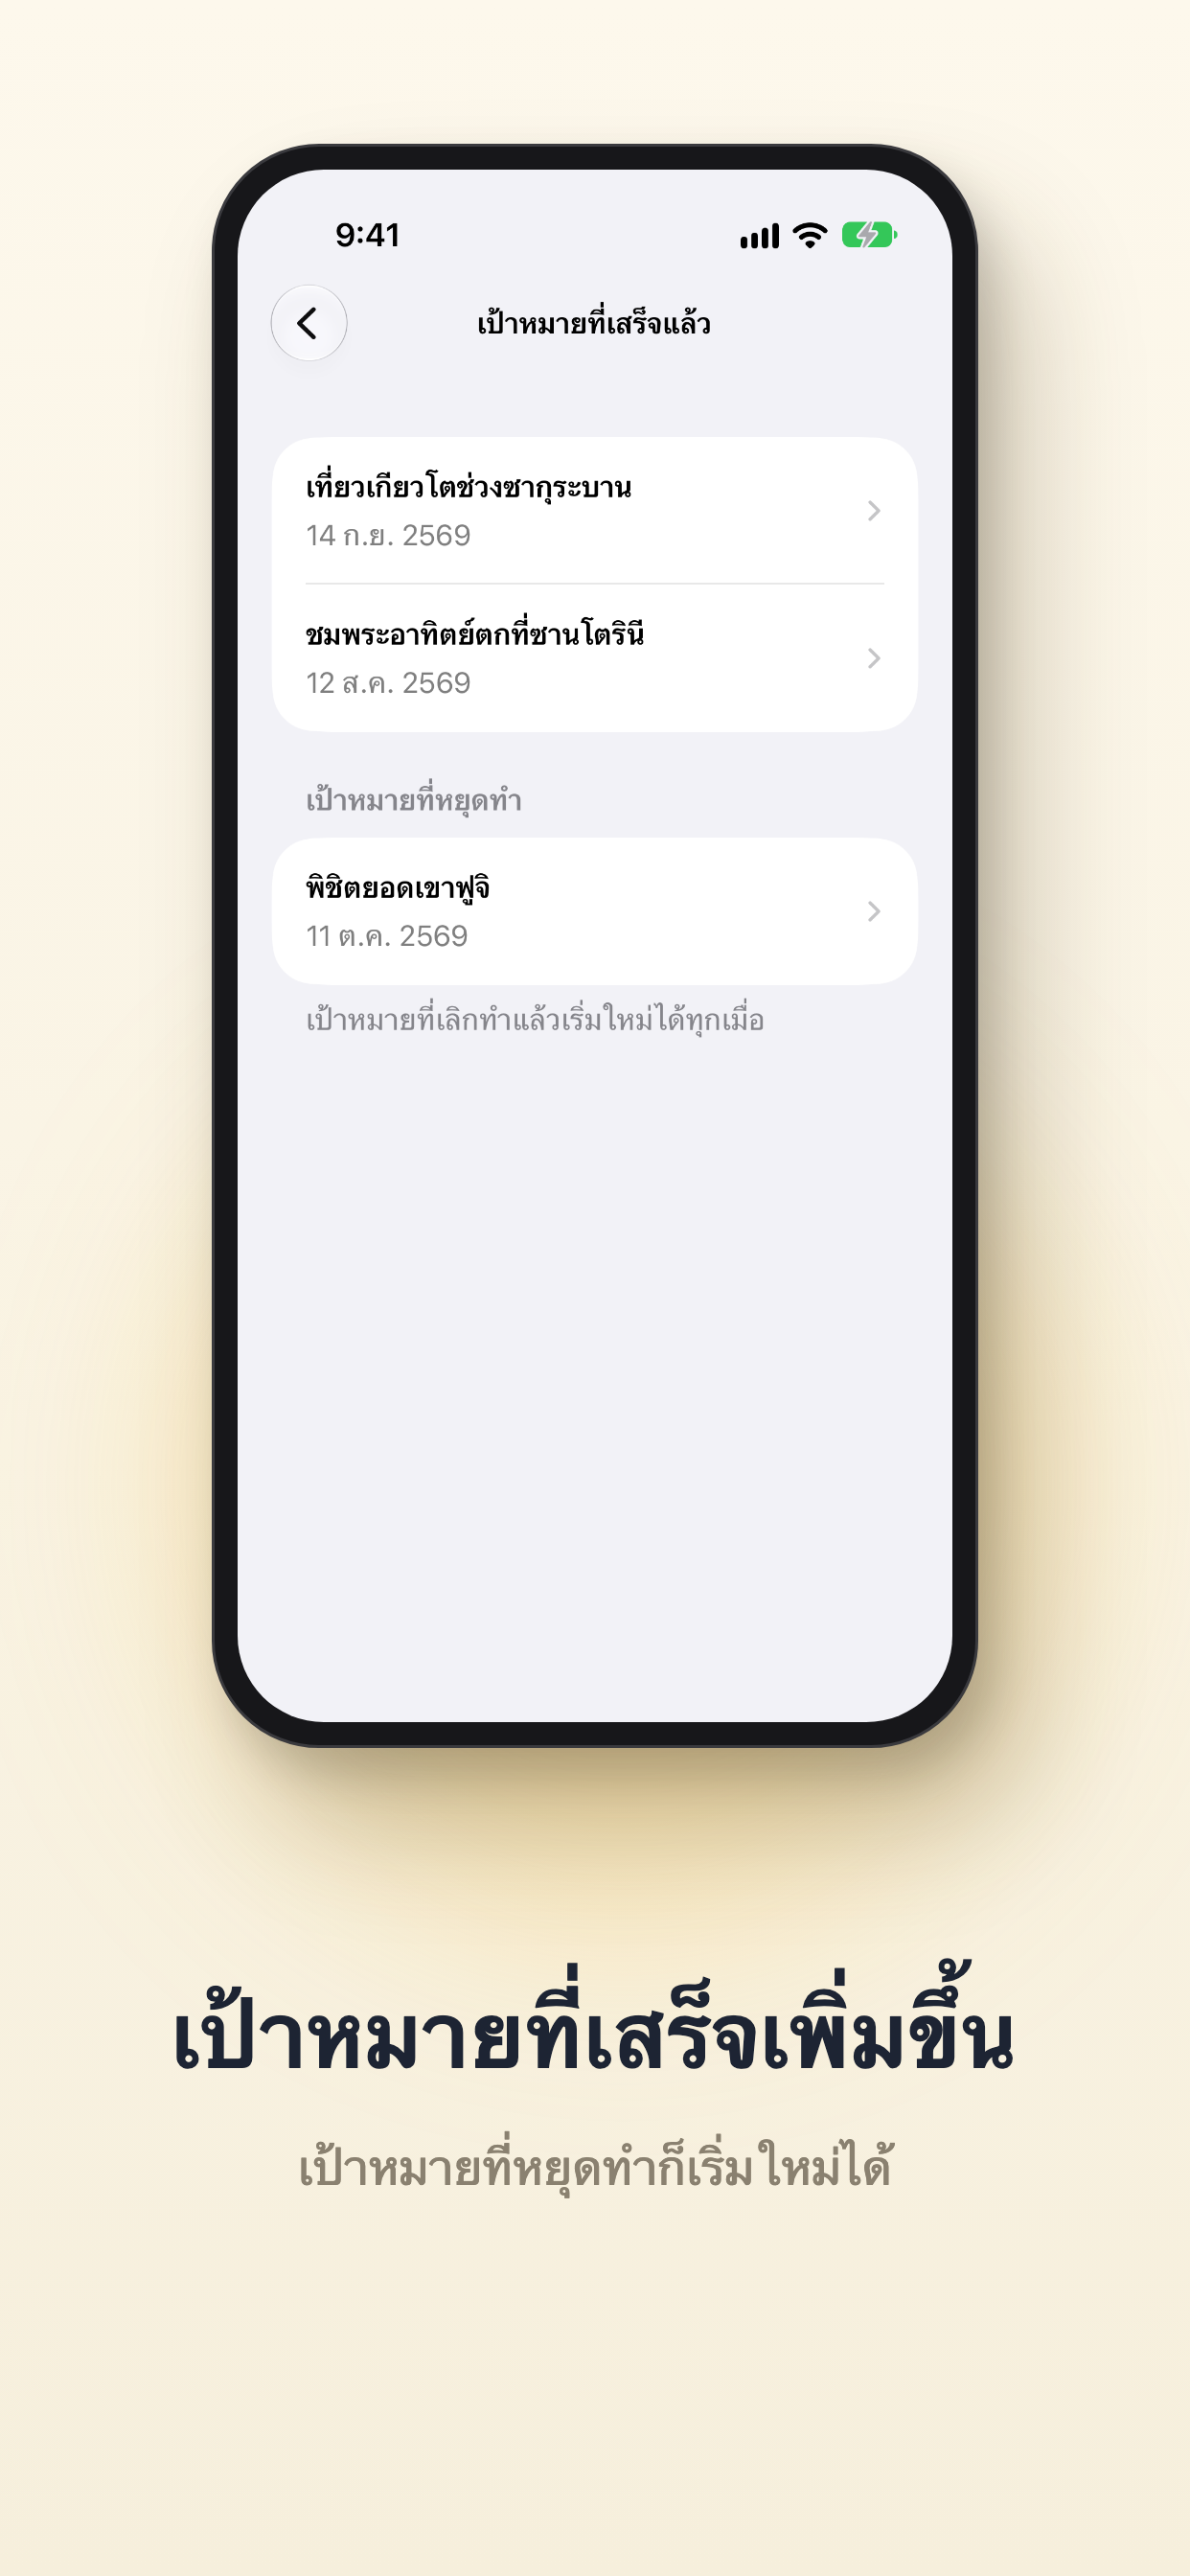 9:41
เป้าหมายที่เสร็จแล้ว
เที่ยวเกียวโตช่วงซากุระบาน
14 ก.ย. 2569
ชมพระอาทิตย์ตกที่ซานโตรินี
12 ส.ค. 2569
เป้าหมายที่หยุดทำ
พิชิตยอดเขาฟูจิ
11 ต.ค. 2569
เป้าหมายที่เลิกทำแล้วเริ่มใหม่ได้ทุกเมื่อ
เป้าหมายที่เสร็จเพิ่มขึ้น
เป้าหมายที่หยุดทำก็เริ่มใหม่ได้